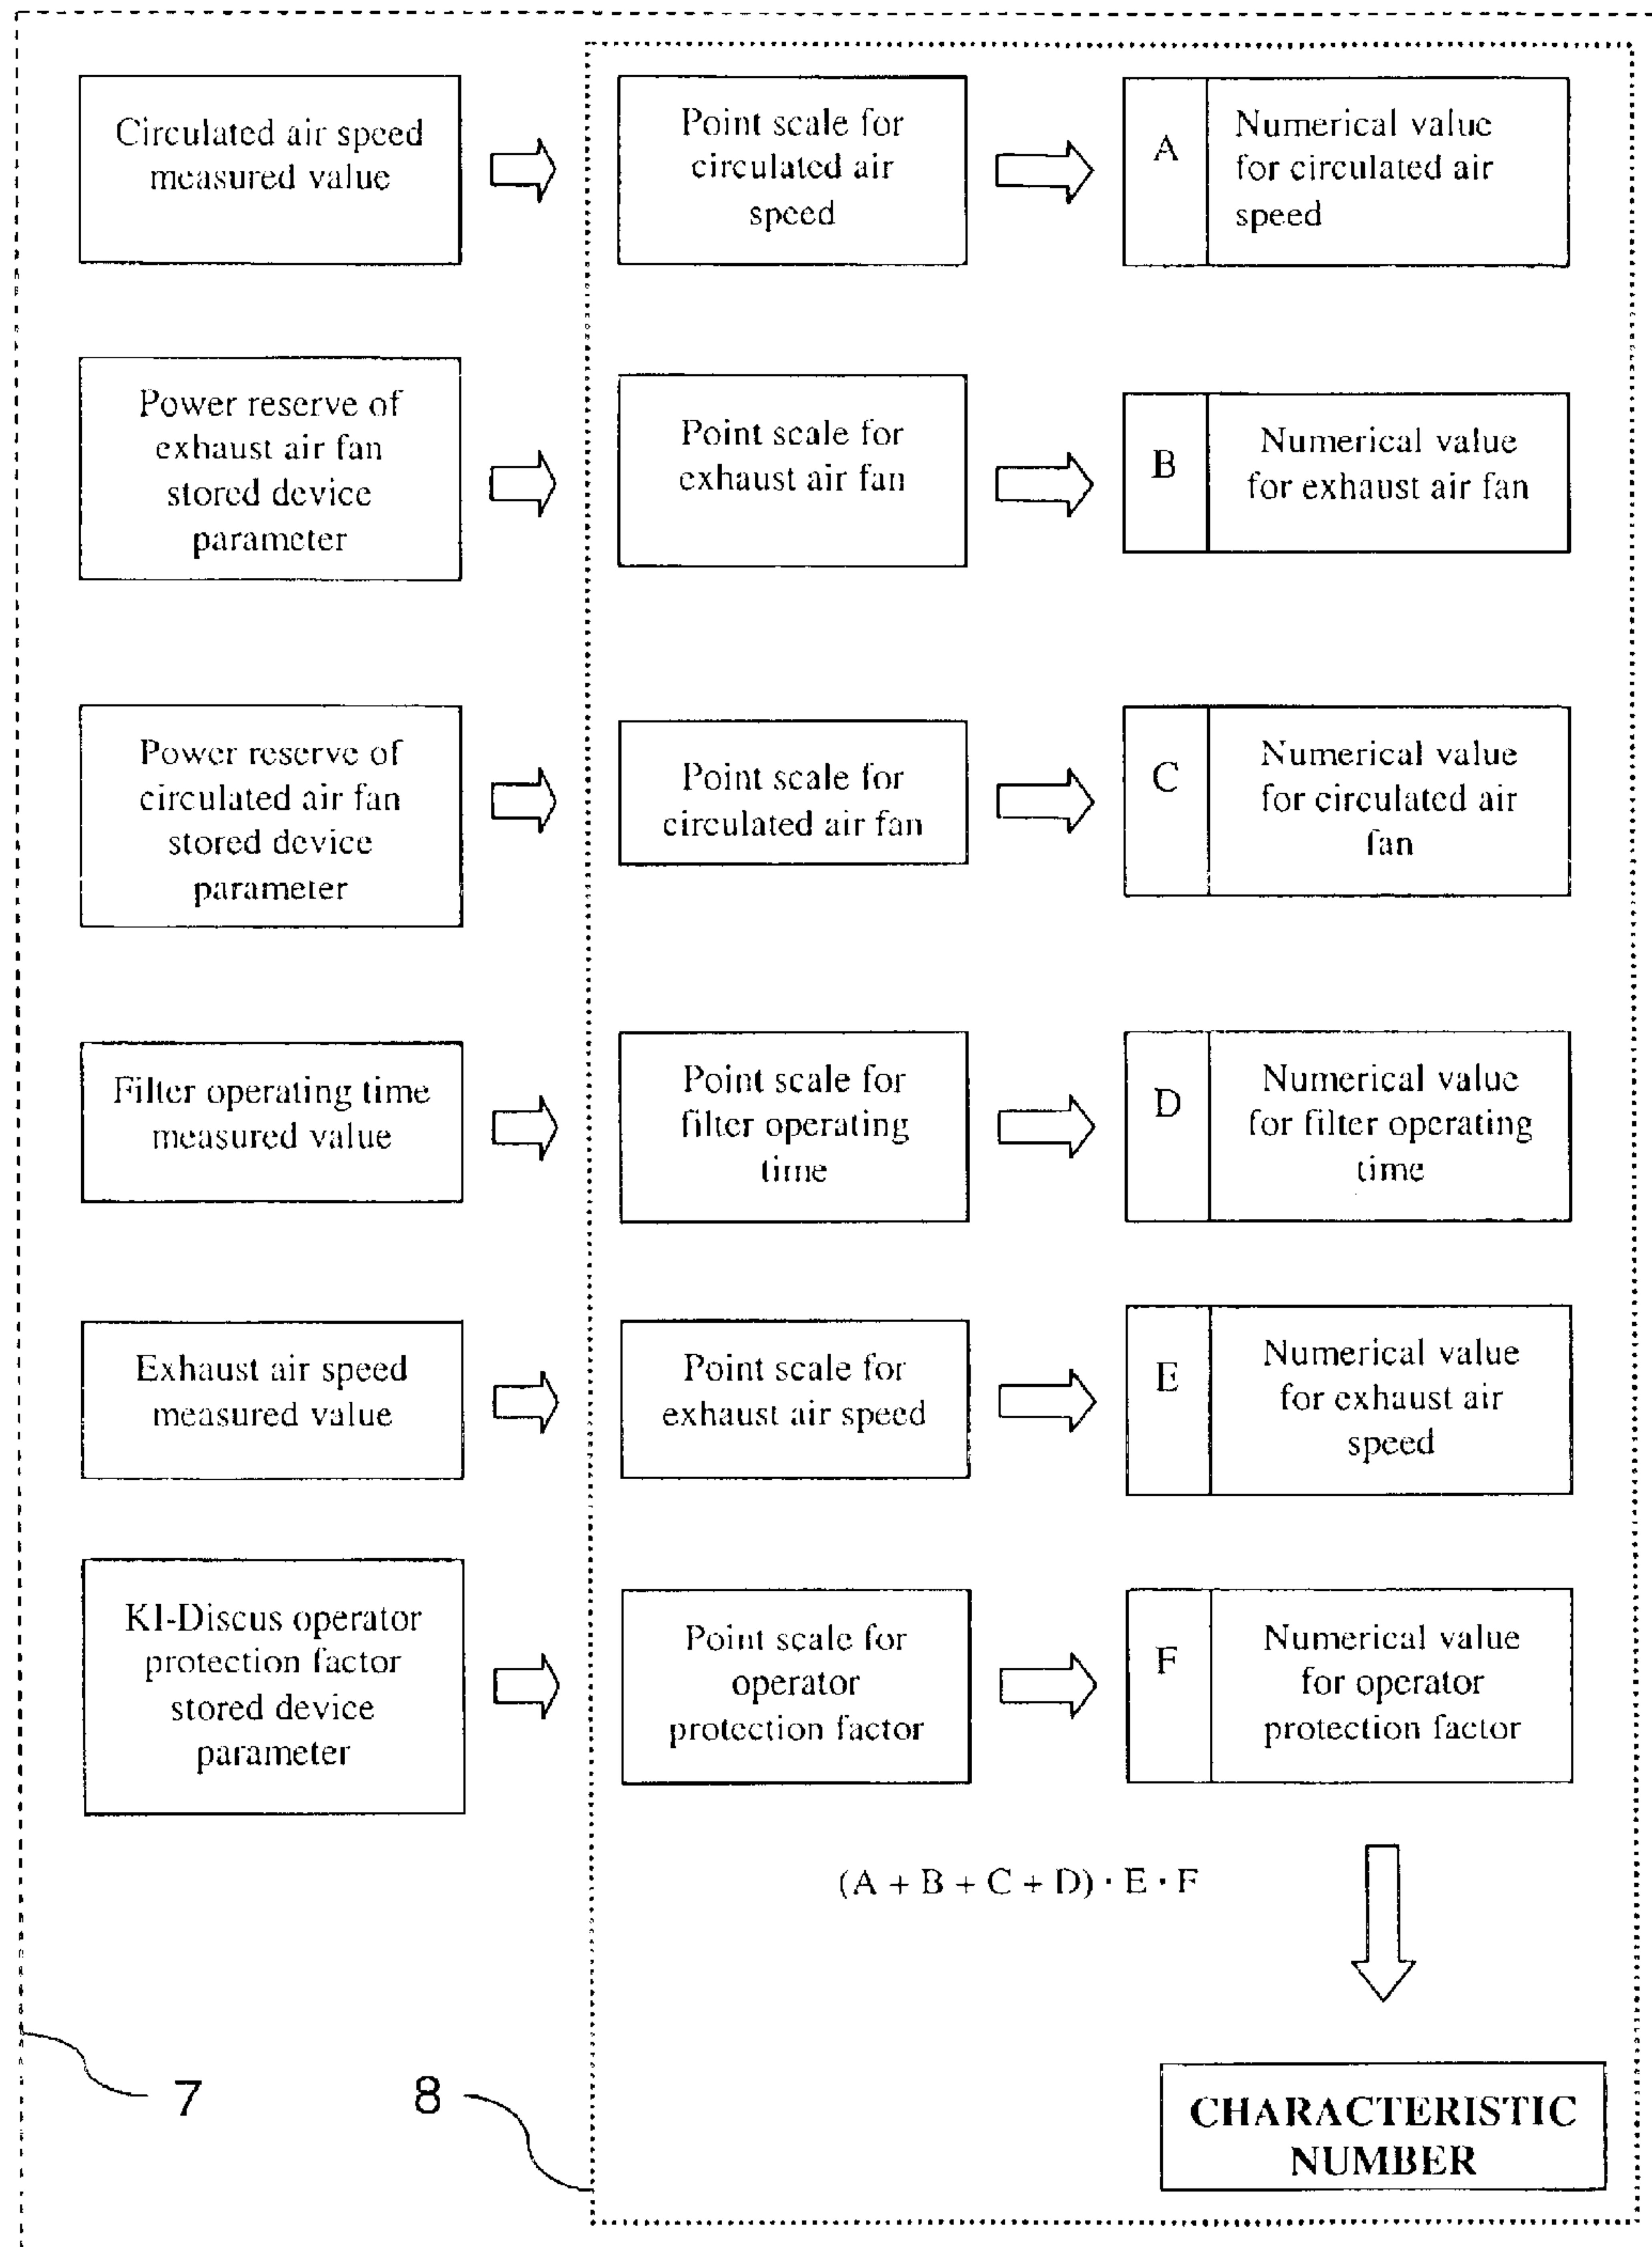 Circulated air speed
measured value
Point scale for
circulated air
speed
A
Numerical value
for circulated air
speed
Power reserve of
exhaust air fan
stored device
parameter
Point scale for
exhaust air fan
B
Numerical value
for exhaust air fan
Power reserve of
circulated air fan
stored device
parameter
Point scale for
circulated air fan
C
Numerical value
for circulated air
fan
Filter operating time
measured value
Point scale for
filter operating
time
D
Numerical value
for filter operating
time
Exhaust air speed
measured value
Point scale for
exhaust air speed
E
Numerical value
for exhaust air
speed
KI-Discus operator
protection factor
stored device
parameter
Point scale for
operator
protection factor
F
Numerical value
for operator
protection factor
(A + B + C + D) · E · F
7
8
CHARACTERISTIC
NUMBER